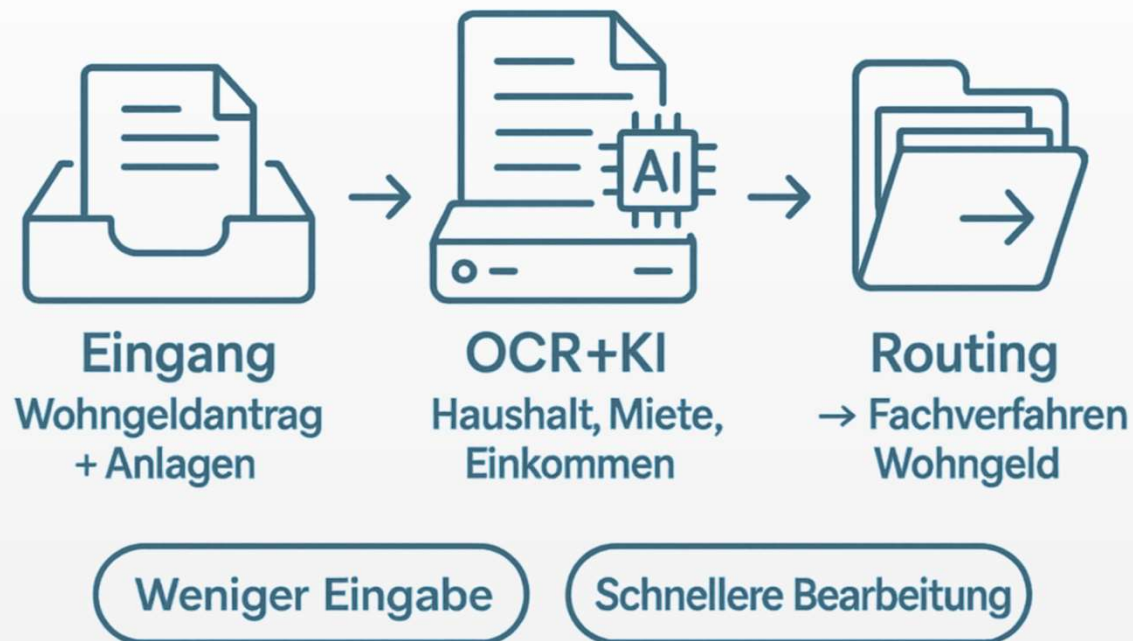 AI
Eingang
Wohngeldantrag
+ Anlagen
OCR+KI
Haushalt, Miete,
Einkommen
Routing
→ Fachverfahren
Wohngeld
Weniger Eingabe
Schnellere Bearbeitung